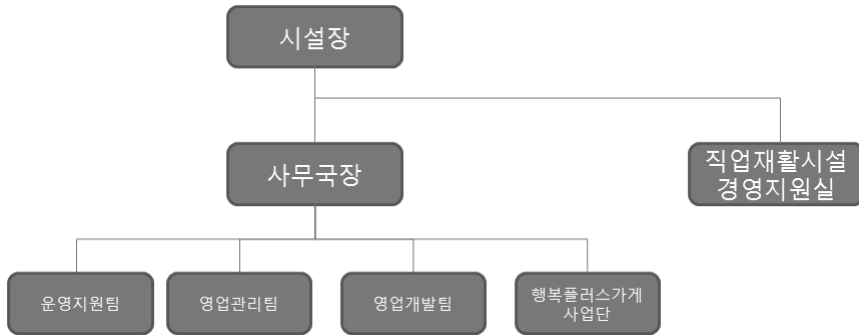 시설장
사무국장
직업재활시설
경영지원실
운영지원팀
영업관리팀
영업개발팀
행복플러스가게
사업단